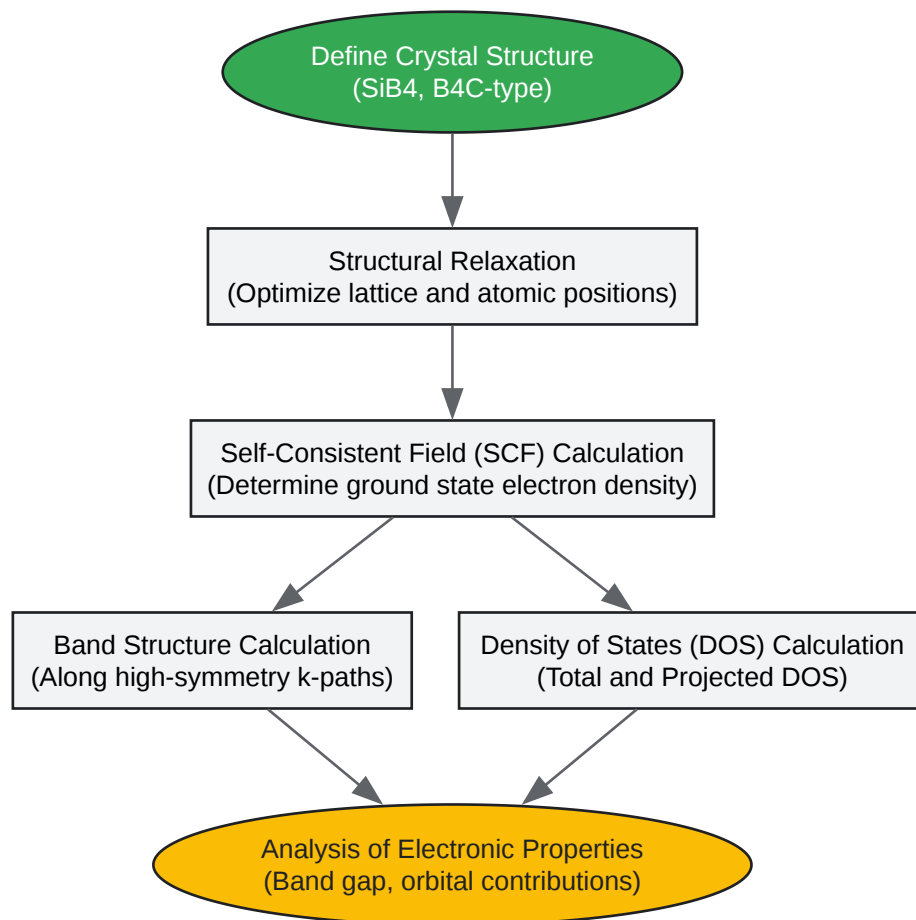 Define Crystal Structure
(SiB4, B4C-type)
Structural Relaxation
(Optimize lattice and atomic positions)
Self-Consistent Field (SCF) Calculation
(Determine ground state electron density)
Band Structure Calculation
(Along high-symmetry k-paths)
Density of States (DOS) Calculation
(Total and Projected DOS)
Analysis of Electronic Properties
(Band gap, orbital contributions)